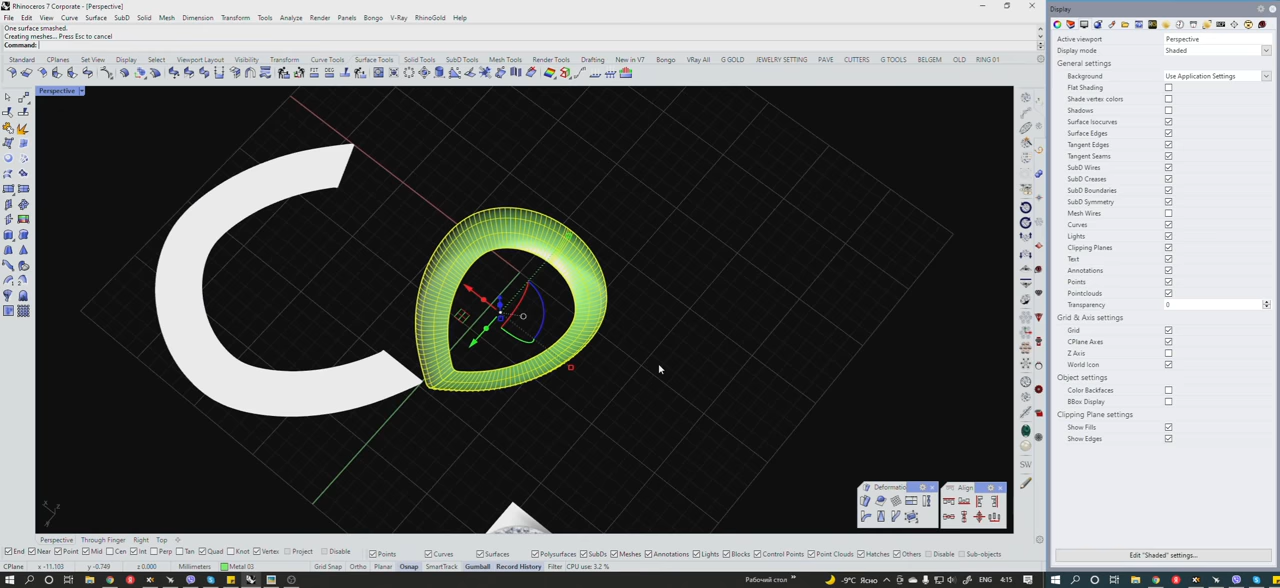 Rhinoceros 7 Corporate - [Perspective]
File Edit View Curve Surface SubD Solid Mesh Dimension Transform Tools Analyze Render Panels Bongo V-Ray RhinoGold Help
One surface smashed.
Creating meshes... Press Esc to cancel
Command:
Standard CPlanes Set View Display Select Viewport Layout Visibility Transform Curve Tools Surface Tools Solid Tools SubD Tools Mesh Tools Render Tools Drafting New in V7 Bongo VRay All G GOLD JEWELRY SETTING PAVE CUTTERS G TOOLS BELGEM OLD RING 01
Perspective
Display
Active viewport Perspective
Display mode Shaded
General settings
Background Use Application Settings
Flat Shading
Shade vertex colors
Shadows
Surface Isocurves
Surface Edges
Tangent Edges
Tangent Seams
SubD Wires
SubD Creases
SubD Boundaries
SubD Symmetry
Mesh Wires
Curves
Lights
Clipping Planes
Text
Annotations
Points
Pointclouds
Transparency 0
Grid & Axis settings
Grid
CPlane Axes
Z Axis
World Icon
Object settings
Color Backfaces
BBox Display
Clipping Plane settings
Show Fills
Show Edges
SW
Deformatio
Align
Perspective Through Finger Right Top
End Near Point Mid Cen Int Perp Tan Quad Knot Vertex Project Disable Points Curves Surfaces Polysurfaces SubDs Meshes Annotations Lights Blocks Control Points Point Clouds Hatches Others Disable Sub-objects
CPlane x -11.103 y -0.749 z 0.000 Millimeters Metal 03 Grid Snap Ortho Planar Osnap SmartTrack Gumball Record History Filter CPU use: 3.2 %
Edit "Shaded" settings...
Рабочий стол -9°C Ясно ENG 4:15
ENG 4:15